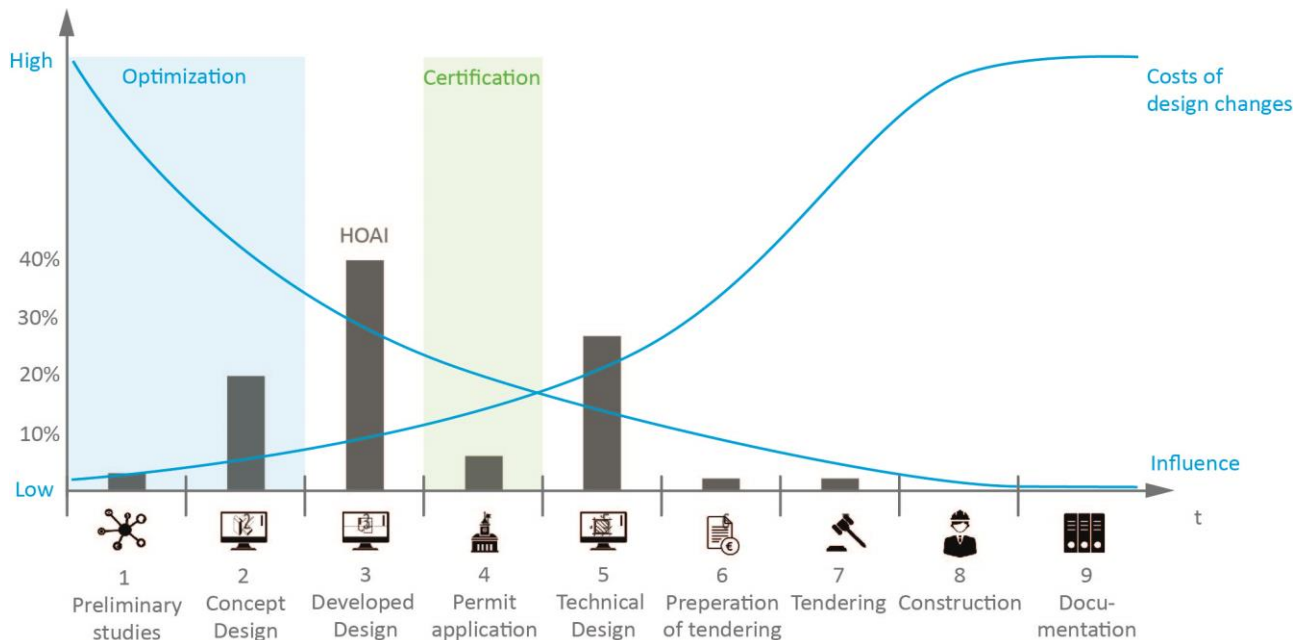 High
Optimization
Certification
Costs of
design changes
HOAI
40%
30%
20%
10%
Low
Influence
t
€
1
Preliminary
studies
2
Concept
Design
3
Developed
Design
4
Permit
application
5
Technical
Design
6
Preperation
of tendering
7
Tendering
8
Construction
9
Docu-
mentation